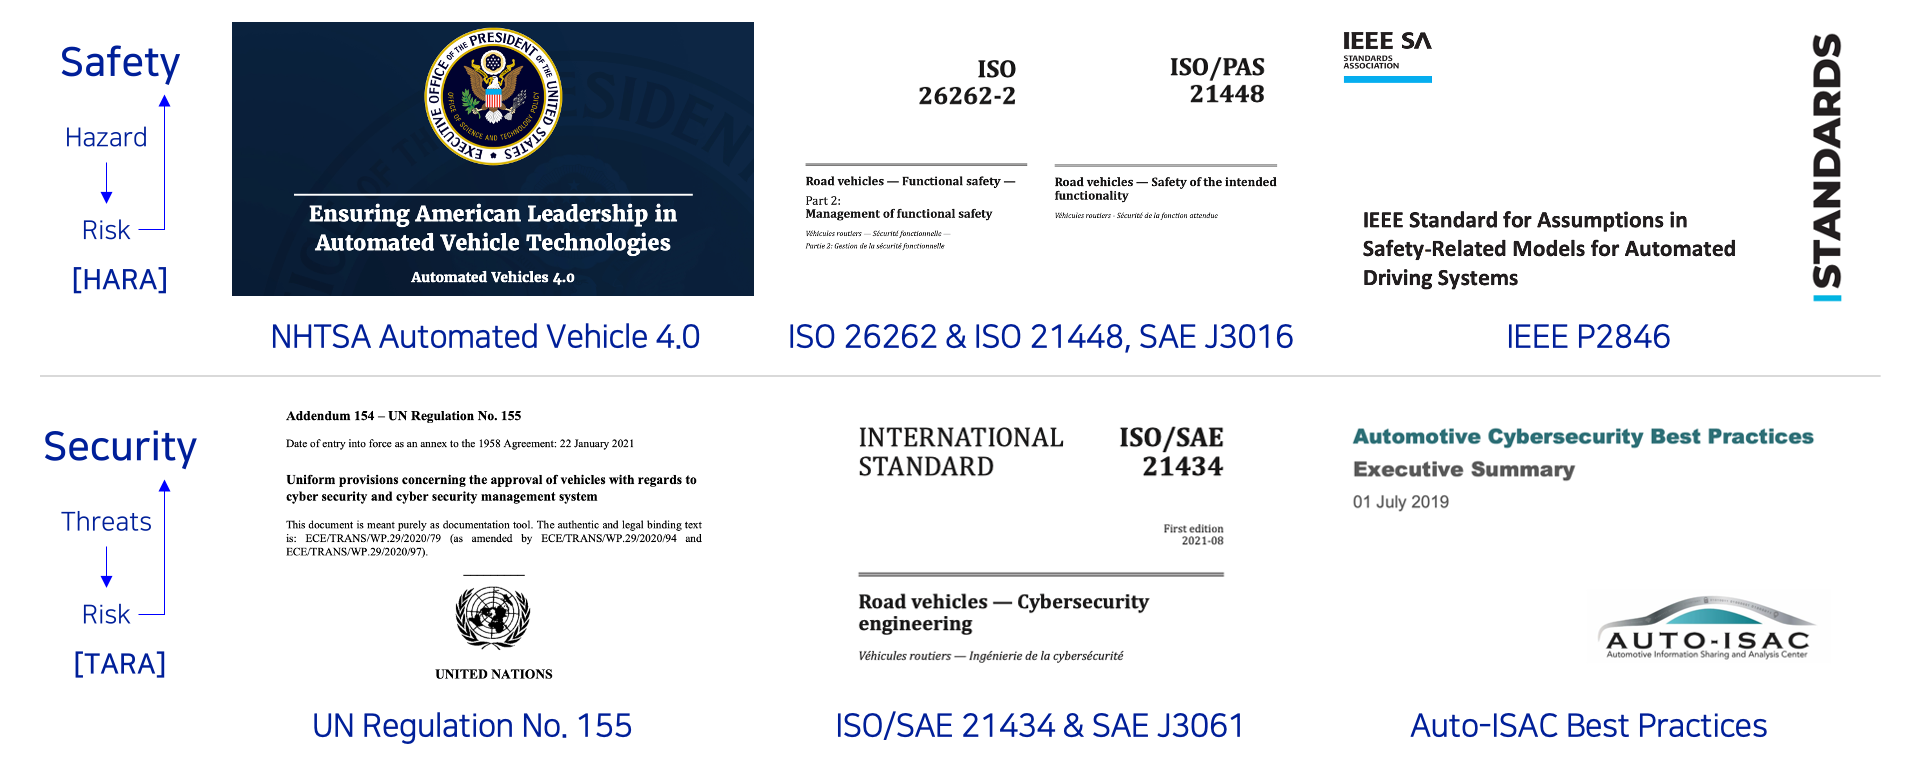 Safety
Hazard
Risk
[HARA]
EXECUTIVE OFFICE OF THE PRESIDENT OF THE UNITED STATES
OFFICE OF SCIENCE AND TECHNOLOGY POLICY
Ensuring American Leadership in
Automated Vehicle Technologies
Automated Vehicles 4.0
NHTSA Automated Vehicle 4.0
ISO
26262-2
Road vehicles — Functional safety —
Part 2:
Management of functional safety
Véhicules routiers — Sécurité fonctionnelle —
Partie 2: Gestion de la sécurité fonctionnelle
ISO/PAS
21448
Road vehicles — Safety of the intended
functionality
Véhicules routiers - Sécurité de la fonction attendue
ISO 26262 & ISO 21448, SAE J3016
IEEE SA
STANDARDS
ASSOCIATION
IEEE Standard for Assumptions in
Safety-Related Models for Automated
Driving Systems
STANDARDS
IEEE P2846
Security
Threats
Risk
[TARA]
Addendum 154 – UN Regulation No. 155
Date of entry into force as an annex to the 1958 Agreement: 22 January 2021
Uniform provisions concerning the approval of vehicles with regards to
cyber security and cyber security management system
This document is meant purely as documentation tool. The authentic and legal binding text
is: ECE/TRANS/WP.29/2020/79 (as amended by ECE/TRANS/WP.29/2020/94 and
ECE/TRANS/WP.29/2020/97).
UNITED NATIONS
UN Regulation No. 155
INTERNATIONAL
STANDARD
ISO/SAE
21434
First edition
2021-08
Road vehicles — Cybersecurity
engineering
Véhicules routiers — Ingénierie de la cybersécurité
ISO/SAE 21434 & SAE J3061
Automotive Cybersecurity Best Practices
Executive Summary
01 July 2019
AUTO-ISAC
Automotive Information Sharing and Analysis Center
Auto-ISAC Best Practices